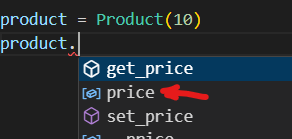 product = Product(10)
product.
get_price
price
set_price